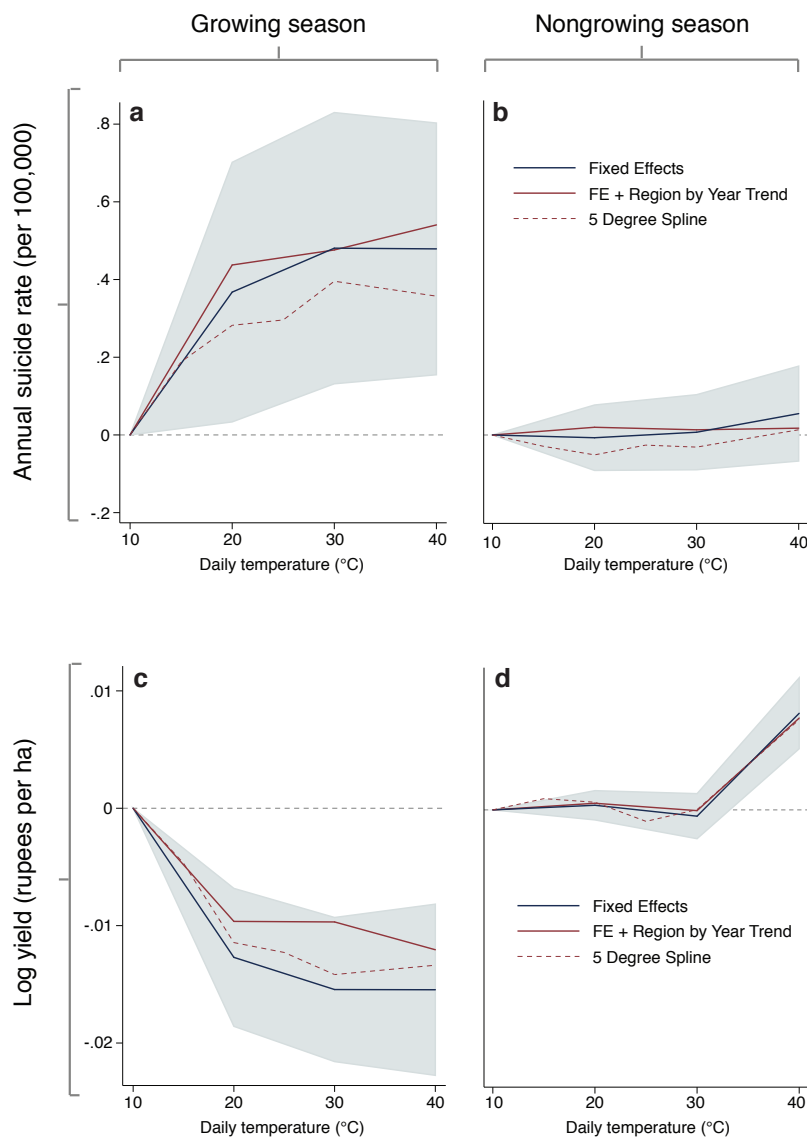 Growing season
Nongrowing season
Annual suicide rate (per 100,000)
a
.8
.6
.4
.2
0
-.2
10
20
30
40
Daily temperature (°C)
b
Fixed Effects
FE + Region by Year Trend
5 Degree Spline
10
20
30
40
Daily temperature (°C)
Log yield (rupees per ha)
c
.01
0
-.01
-.02
10
20
30
40
Daily temperature (°C)
d
Fixed Effects
FE + Region by Year Trend
5 Degree Spline
10
20
30
40
Daily temperature (°C)